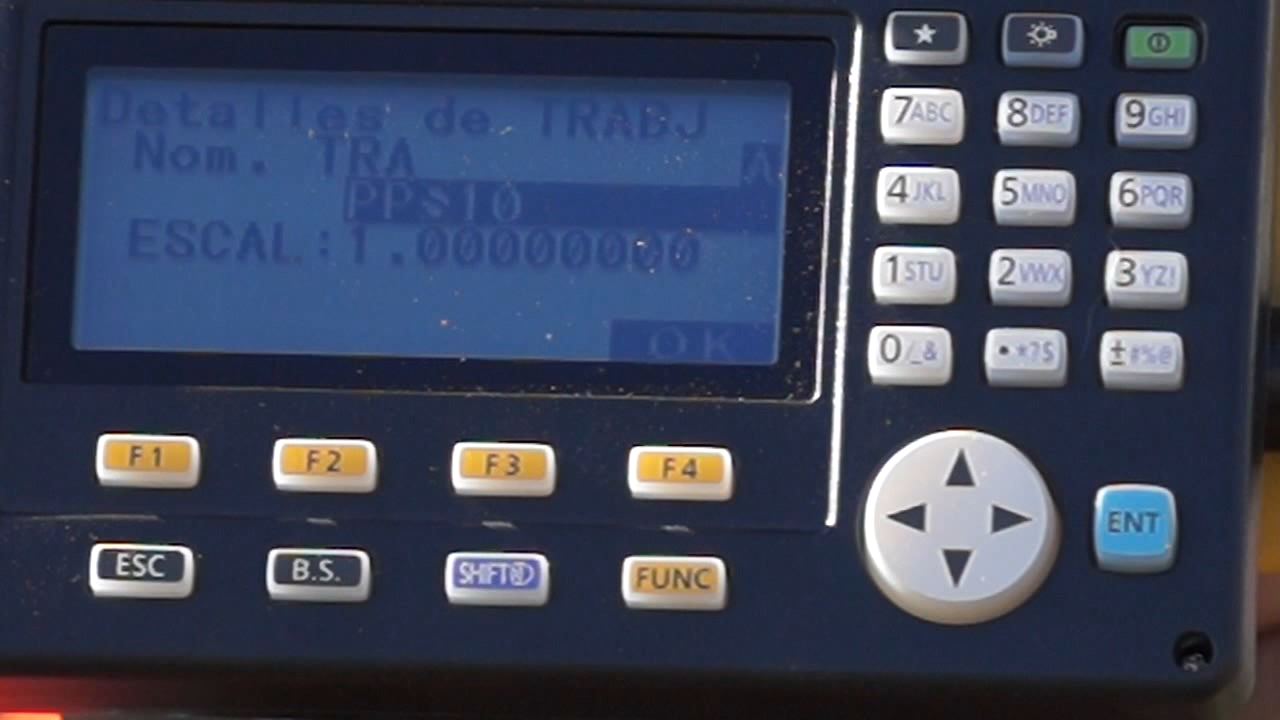 Detalles de TRABJ
Nom. TRA
PPS10
ESCAL:1.00000000
OK
7ABC 8DEF 9GHI
4JKL 5MNO 6PQR
1STU 2VWX 3YZ!
0/_& •*?$ ±#%@
F1 F2 F3 F4
ENT
ESC B.S. SHIFT FUNC